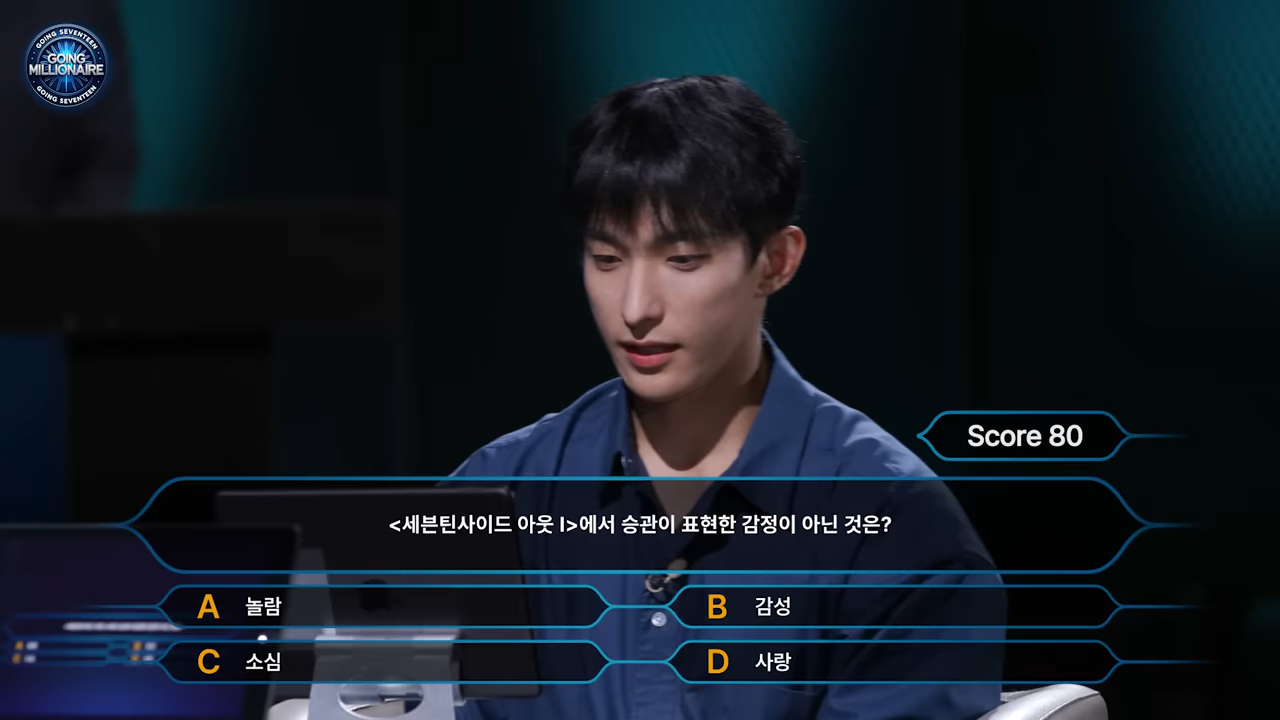 GOING SEVENTEEN
GOING
MILLIONAIRE
GOING SEVENTEEN
Score 80
<세븐틴사이드 아웃 I>에서 승관이 표현한 감정이 아닌 것은?
A 놀람
B 감성
C 소심
D 사랑